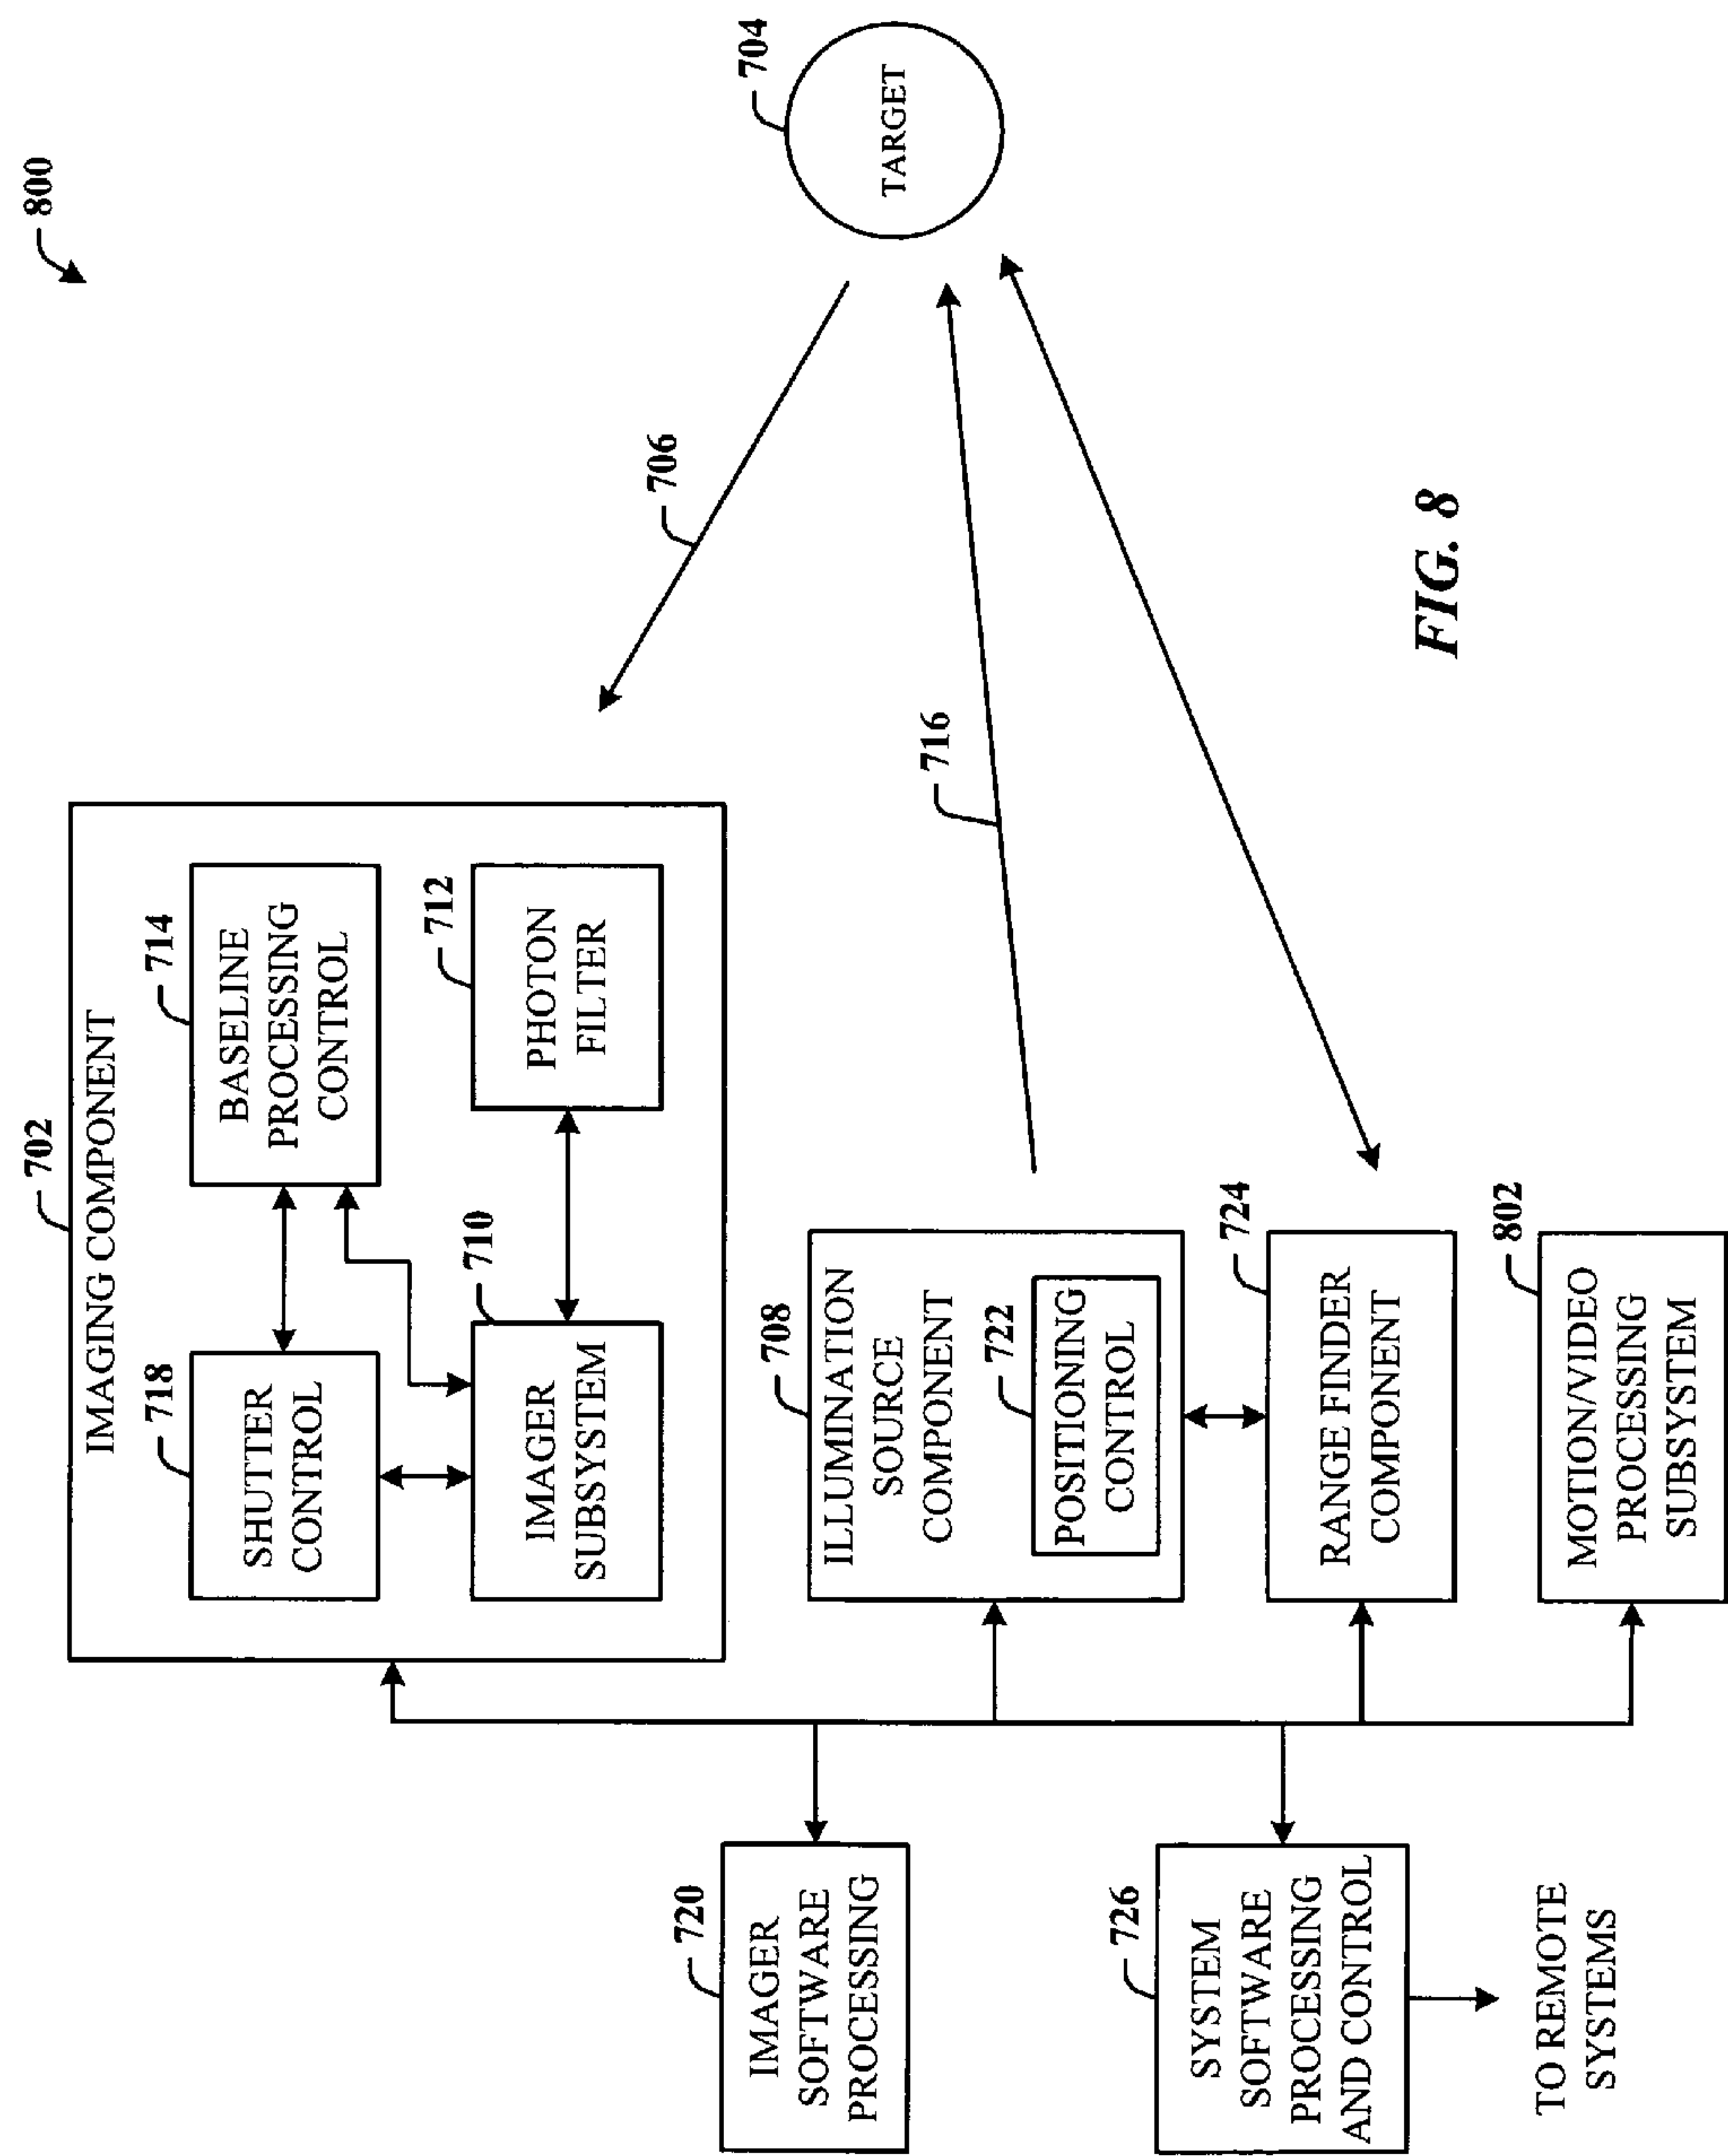 800
702
IMAGING COMPONENT
718
SHUTTER
CONTROL
714
BASELINE
PROCESSING
CONTROL
710
IMAGER
SUBSYSTEM
712
PHOTON
FILTER
706
704
TARGET
720
IMAGER
SOFTWARE
PROCESSING
708
ILLUMINATION
SOURCE
COMPONENT
722
POSITIONING
CONTROL
716
726
SYSTEM
SOFTWARE
PROCESSING
AND CONTROL
724
RANGE FINDER
COMPONENT
802
MOTION/VIDEO
PROCESSING
SUBSYSTEM
TO REMOTE
SYSTEMS
FIG. 8